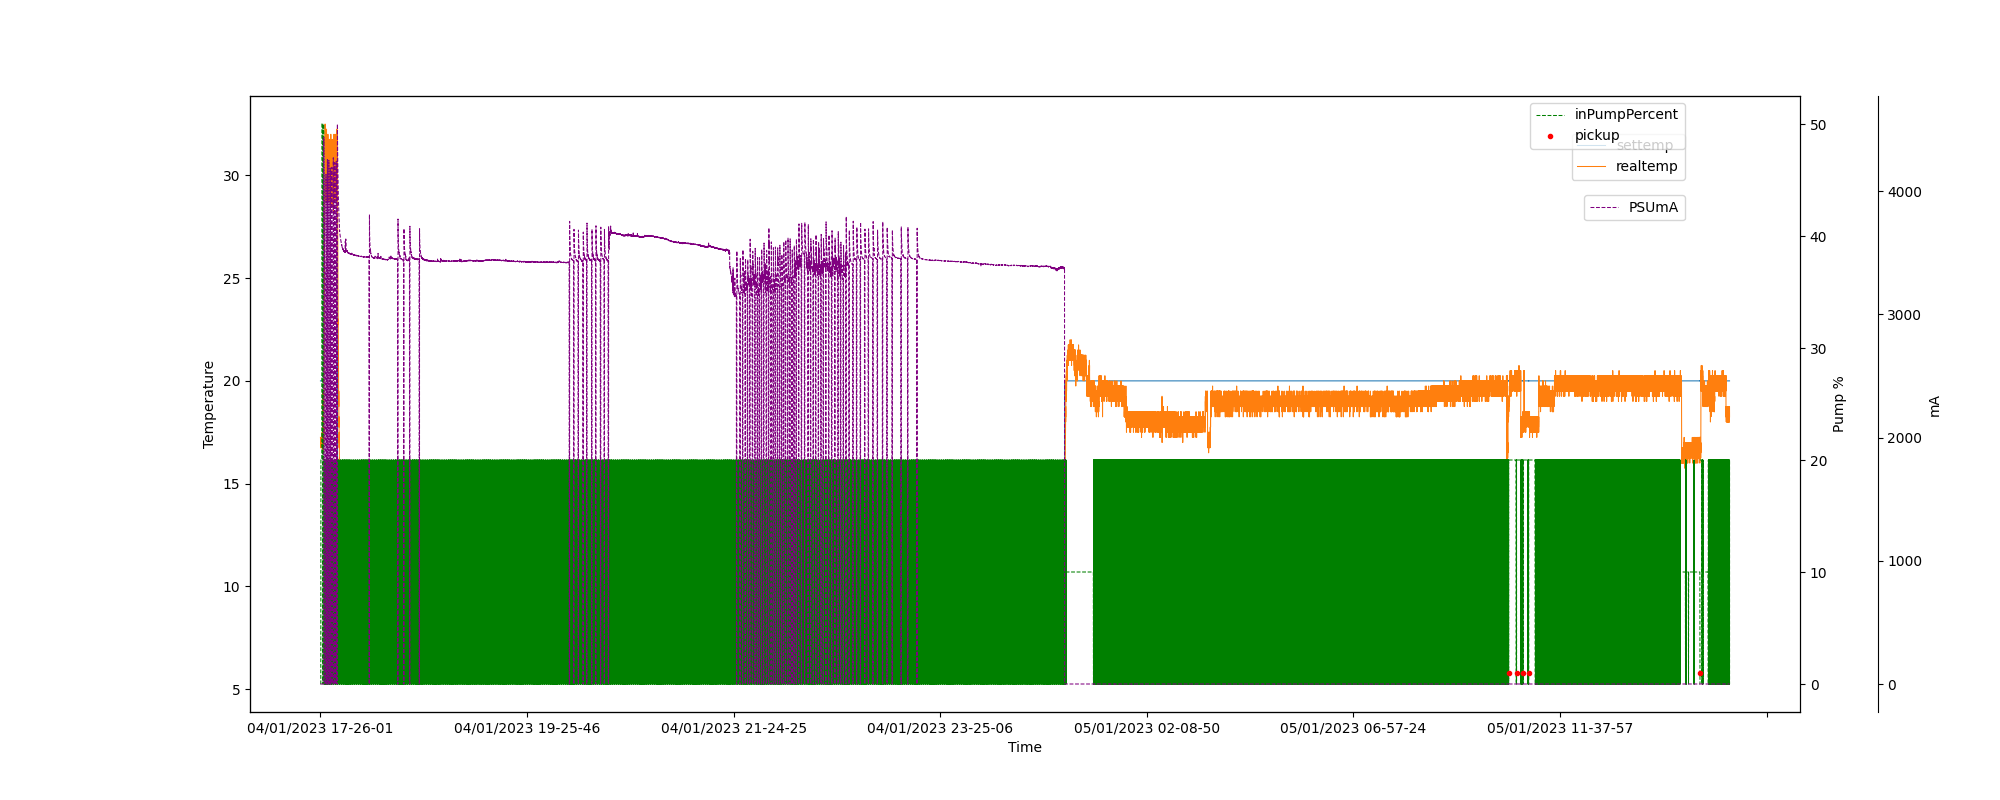 inPumpPercent
pickup
settemp
realtemp
PSUmA
30
25
20
15
10
5
Temperature
50
40
30
20
10
0
Pump %
4000
3000
2000
1000
0
mA
04/01/2023 17-26-01
04/01/2023 19-25-46
04/01/2023 21-24-25
04/01/2023 23-25-06
05/01/2023 02-08-50
05/01/2023 06-57-24
05/01/2023 11-37-57
Time